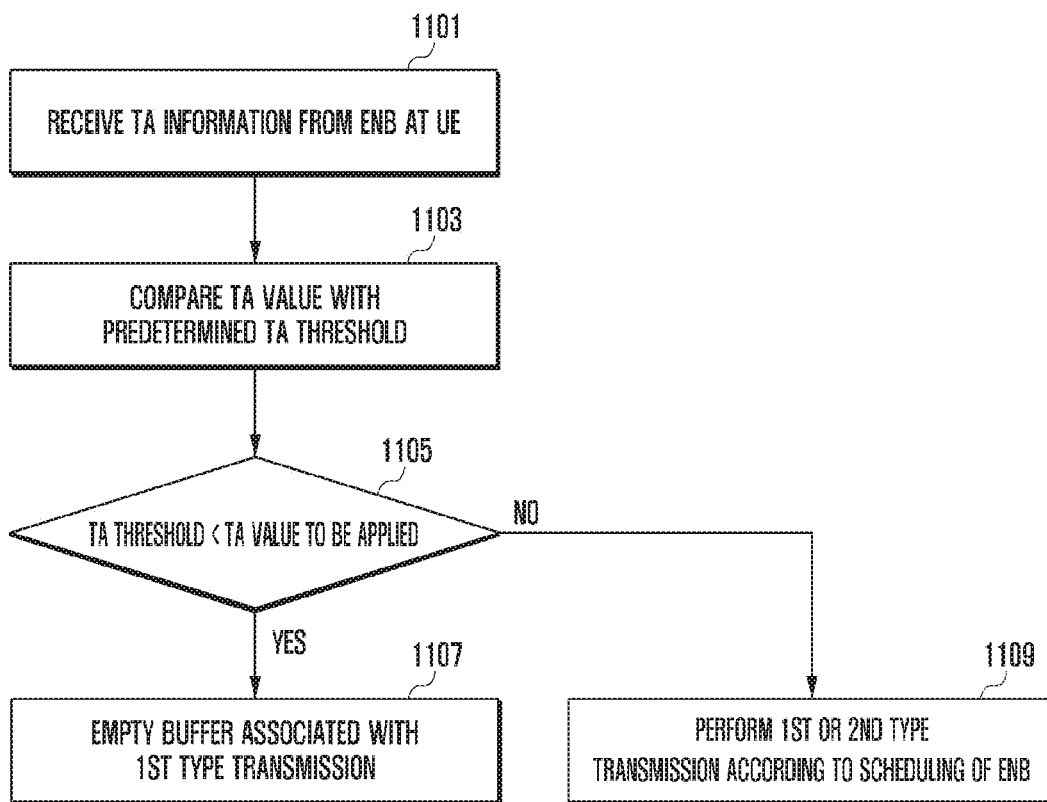 1101
RECEIVE TA INFORMATION FROM ENB AT UE
1103
COMPARE TA VALUE WITH
PREDETERMINED TA THRESHOLD
1105
TA THRESHOLD < TA VALUE TO BE APPLIED
NO
YES
1107
EMPTY BUFFER ASSOCIATED WITH
1ST TYPE TRANSMISSION
1109
PERFORM 1ST OR 2ND TYPE
TRANSMISSION ACCORDING TO SCHEDULING OF ENB